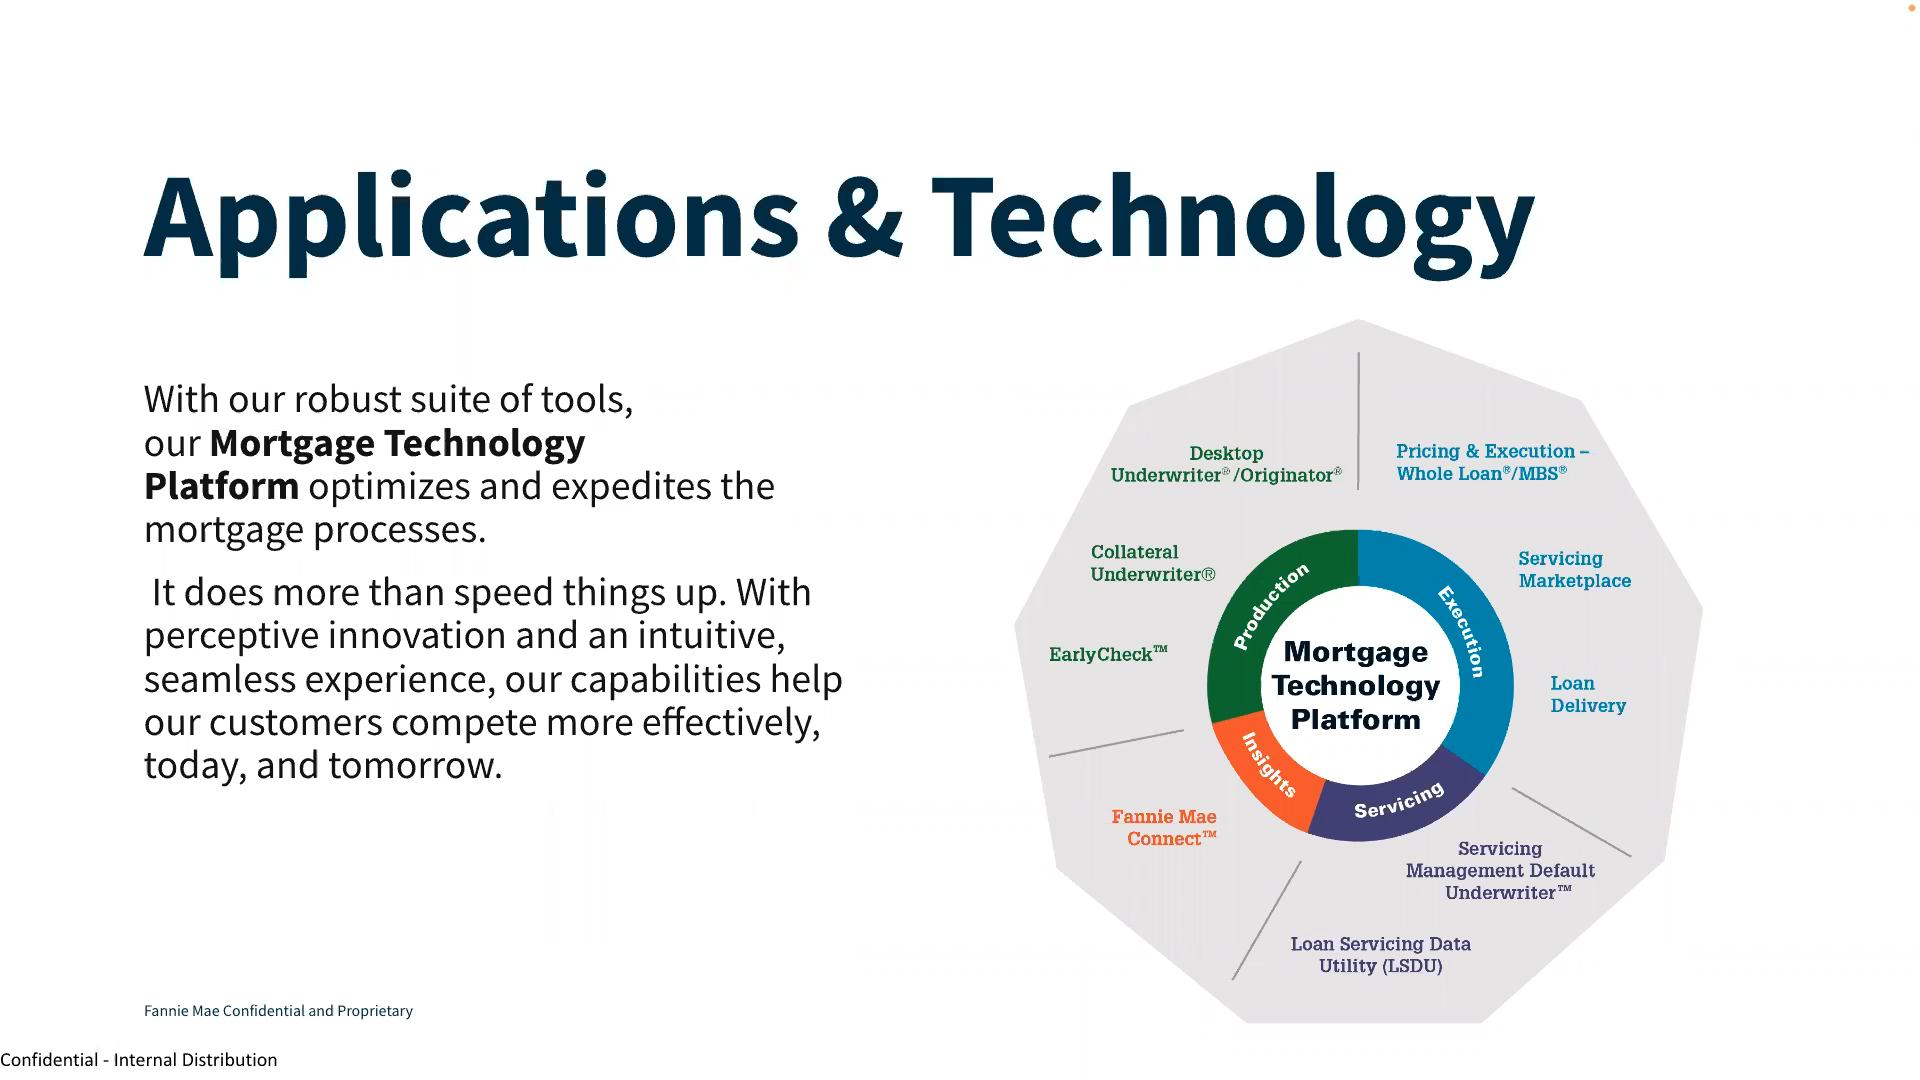 Applications & Technology
With our robust suite of tools,
our Mortgage Technology
Platform optimizes and expedites the
mortgage processes.
It does more than speed things up. With
perceptive innovation and an intuitive,
seamless experience, our capabilities help
our customers compete more effectively,
today, and tomorrow.
Desktop
Underwriter®/Originator®
Collateral
Underwriter®
EarlyCheck™
Pricing & Execution –
Whole Loan®/MBS®
Servicing
Marketplace
Loan
Delivery
Production
Execution
Insights
Servicing
Mortgage
Technology
Platform
Fannie Mae
Connect™
Servicing
Management Default
Underwriter™
Loan Servicing Data
Utility (LSDU)
Fannie Mae Confidential and Proprietary
Confidential - Internal Distribution